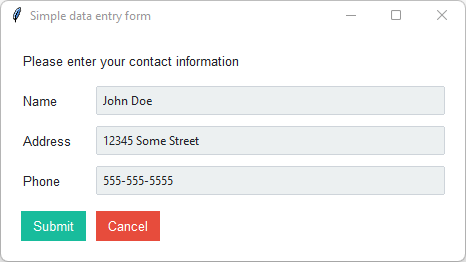 Simple data entry form
Please enter your contact information
Name John Doe
Address 12345 Some Street
Phone 555-555-5555
Submit Cancel